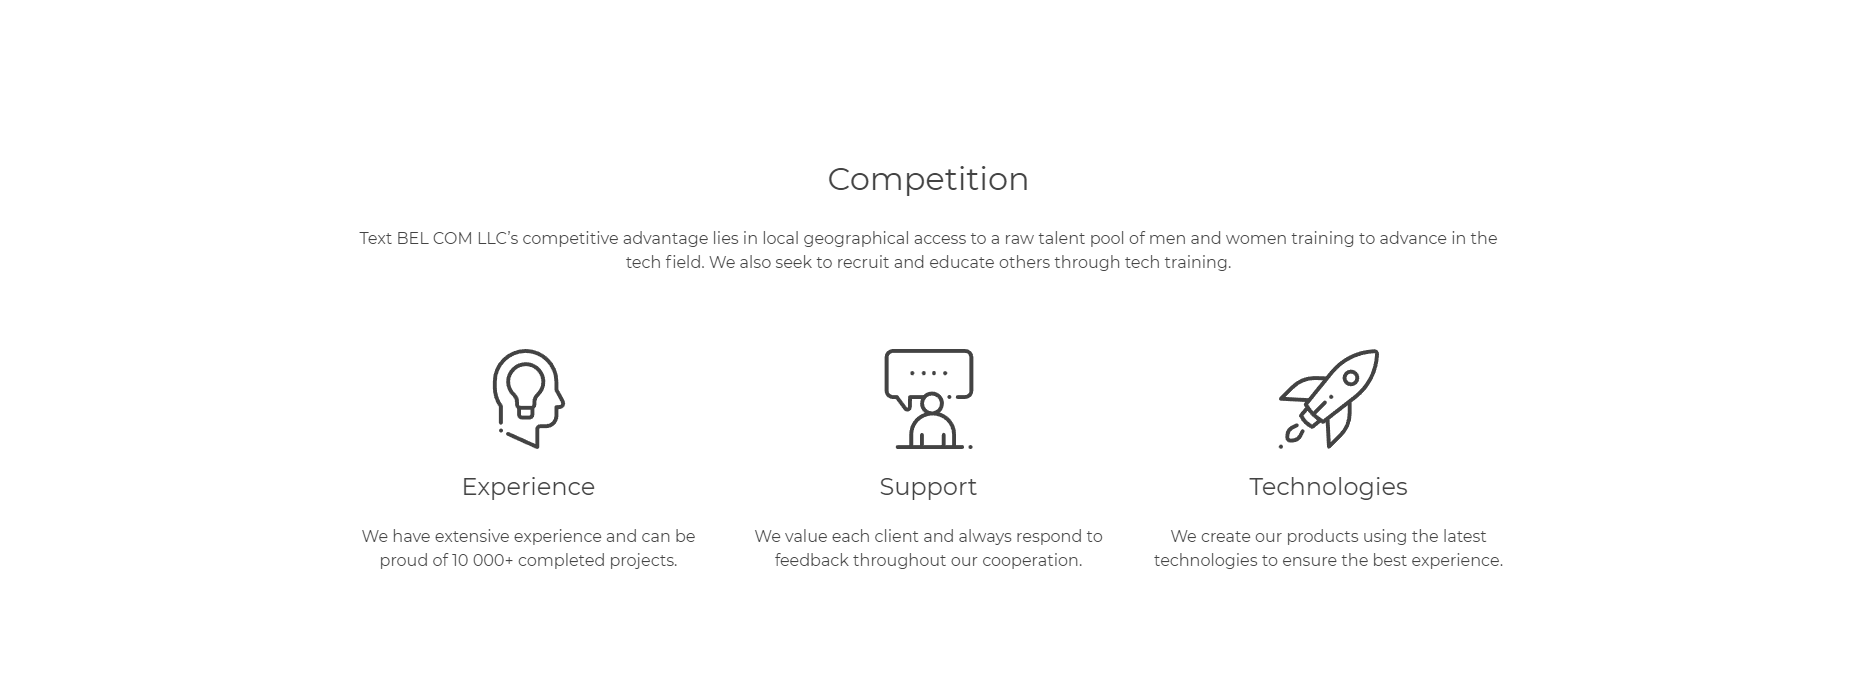 Competition
Text BEL COM LLC’s competitive advantage lies in local geographical access to a raw talent pool of men and women training to advance in the
tech field. We also seek to recruit and educate others through tech training.
Experience
We have extensive experience and can be
proud of 10 000+ completed projects.
Support
We value each client and always respond to
feedback throughout our cooperation.
Technologies
We create our products using the latest
technologies to ensure the best experience.